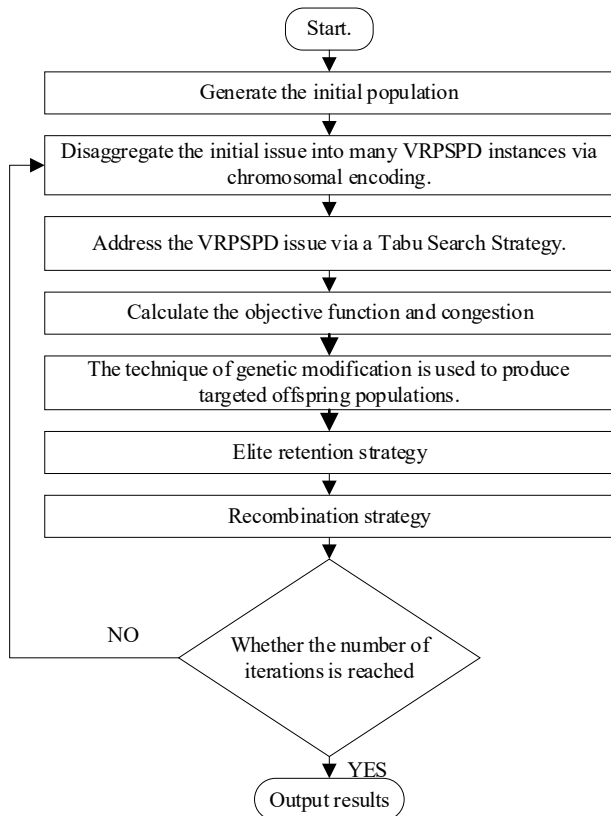 Start.
Generate the initial population
Disaggregate the initial issue into many VRPSPD instances via
chromosomal encoding.
Address the VRPSPD issue via a Tabu Search Strategy.
Calculate the objective function and congestion
The technique of genetic modification is used to produce
targeted offspring populations.
Elite retention strategy
Recombination strategy
NO
Whether the number of
iterations is reached
YES
Output results